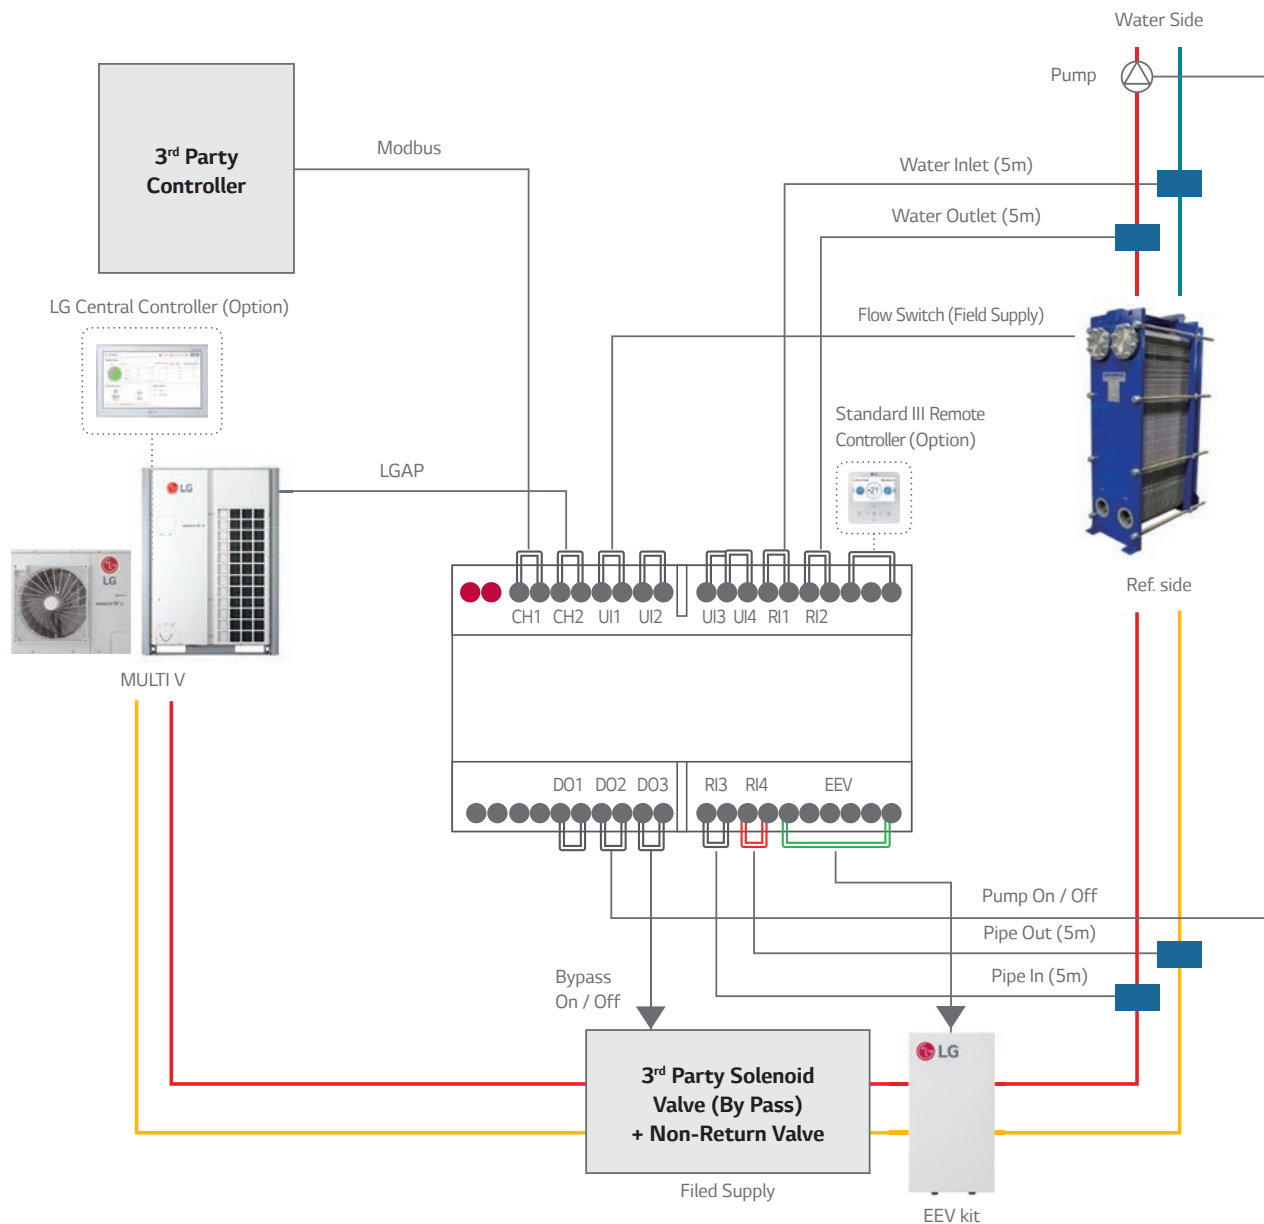 Water Side
Pump
3rd Party
Controller
Modbus
Water Inlet (5m)
Water Outlet (5m)
LG Central Controller (Option)
Flow Switch (Field Supply)
Standard III Remote
Controller (Option)
LGAP
LG
LG
MULTI V
Ref. side
CH1 CH2 UI1 UI2 UI3 UI4 RI1 RI2
DO1 DO2 DO3 RI3 RI4 EEV
Pump On / Off
Pipe Out (5m)
Pipe In (5m)
Bypass
On / Off
3rd Party Solenoid
Valve (By Pass)
+ Non-Return Valve
LG
Filed Supply
EEV kit